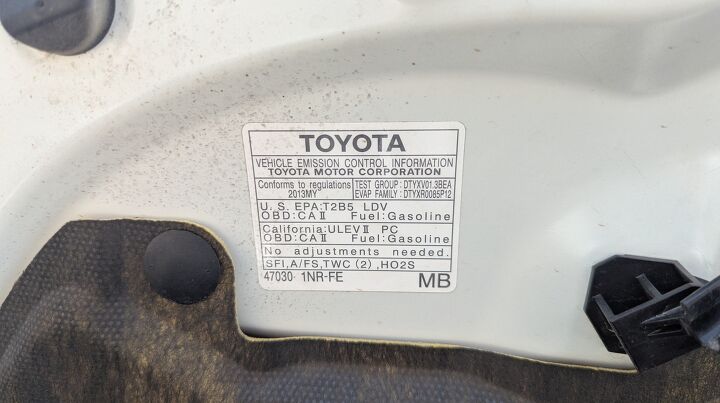 TOYOTA
VEHICLE EMISSION CONTROL INFORMATION
TOYOTA MOTOR CORPORATION
Conforms to regulations TEST GROUP: DTYXV01.3BEA
2013MY EVAP FAMILY: DTYXR0085P12
U.S. EPA:T2B5 LDV
OBD:CAⅡ Fuel:Gasoline
California:ULEVⅡ PC
OBD:CAⅡ Fuel:Gasoline
No adjustments needed.
SFI,A/FS,TWC(2),HO2S
47030 1NR-FE MB